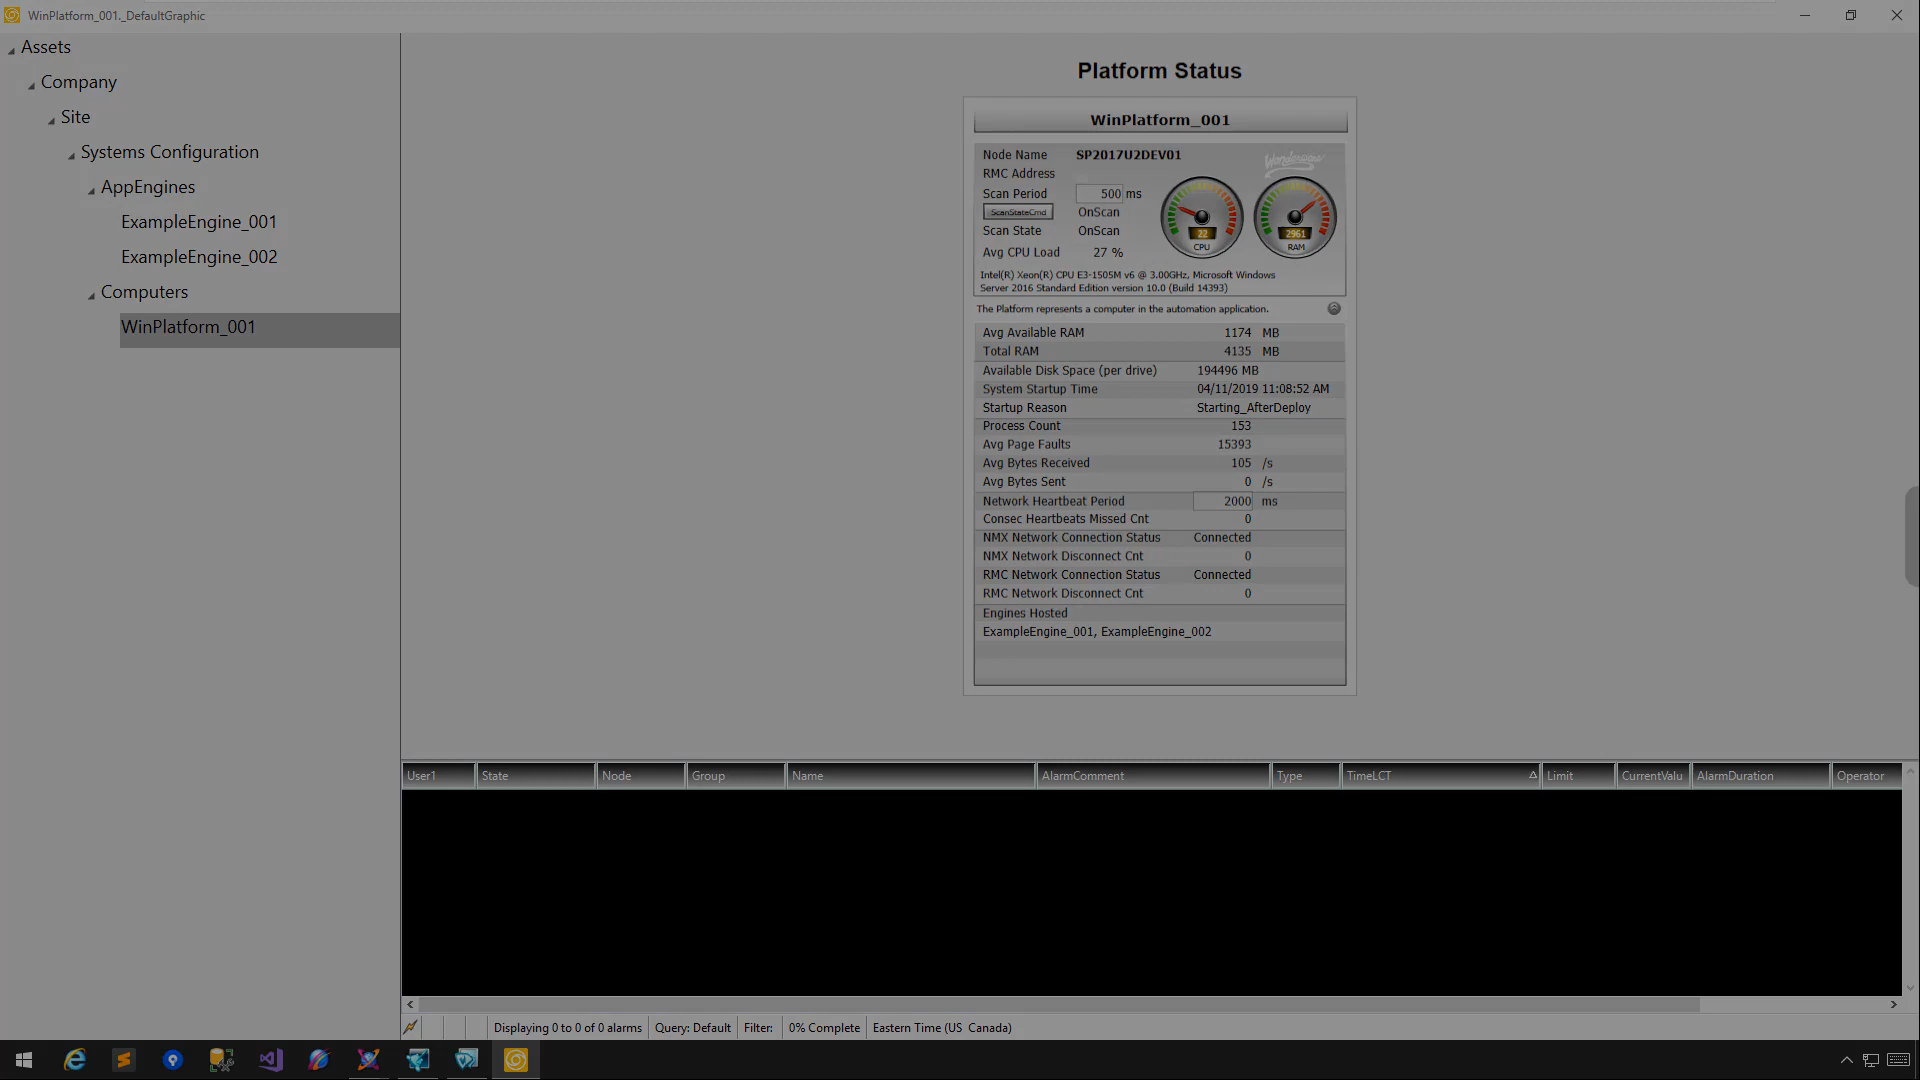 WinPlatform_001._DefaultGraphic
Assets
Company
Site
Systems Configuration
AppEngines
ExampleEngine_001
ExampleEngine_002
Computers
WinPlatform_001
Platform Status
WinPlatform_001
Node Name SP2017U2DEV01
Wonderware
RMC Address
Scan Period 500 ms
ScanStateCmd OnScan
Scan State OnScan
Avg CPU Load 27 %
22 CPU
2961 RAM
Intel(R) Xeon(R) CPU E3-1505M v6 @ 3.00GHz, Microsoft Windows
Server 2016 Standard Edition version 10.0 (Build 14393)
The Platform represents a computer in the automation application.
Avg Available RAM 1174 MB
Total RAM 4135 MB
Available Disk Space (per drive) 194496 MB
System Startup Time 04/11/2019 11:08:52 AM
Startup Reason Starting_AfterDeploy
Process Count 153
Avg Page Faults 15393
Avg Bytes Received 105 /s
Avg Bytes Sent 0 /s
Network Heartbeat Period 2000 ms
Consec Heartbeats Missed Cnt 0
NMX Network Connection Status Connected
NMX Network Disconnect Cnt 0
RMC Network Connection Status Connected
RMC Network Disconnect Cnt 0
Engines Hosted
ExampleEngine_001, ExampleEngine_002
User1 State Node Group Name AlarmComment Type TimeLCT Limit CurrentValu AlarmDuration Operator
Displaying 0 to 0 of 0 alarms Query: Default Filter: 0% Complete Eastern Time (US Canada)